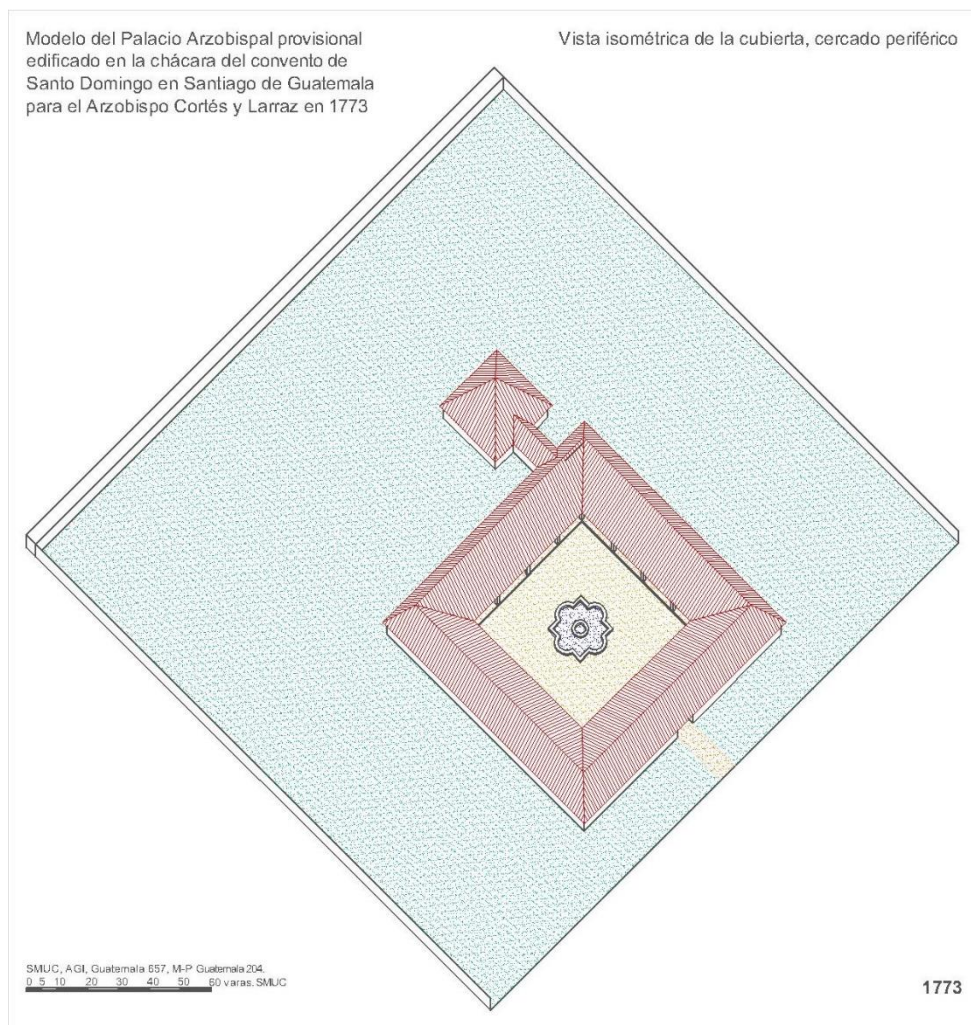 Modelo del Palacio Arzobispal provisional
edificado en la chácara del convento de
Santo Domingo en Santiago de Guatemala
para el Arzobispo Cortés y Larraz en 1773
Vista isométrica de la cubierta, cercado periférico
SMUC, AGI, Guatemala 657, M-P Guatemala 204.
0 5 10 20 30 40 50 60 varas. SMUC
1773